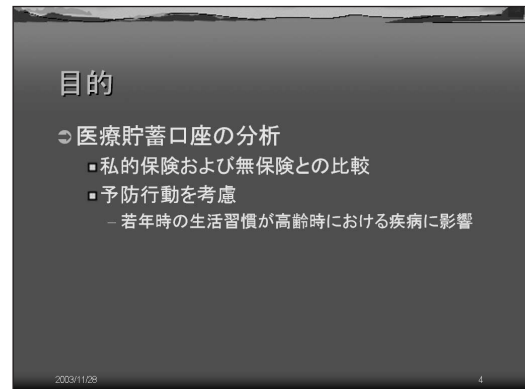 目的
医療貯蓄口座の分析
私的保険および無保険との比較
予防行動を考慮
– 若年時の生活習慣が高齢時における疾病に影響
2003/11/28
4